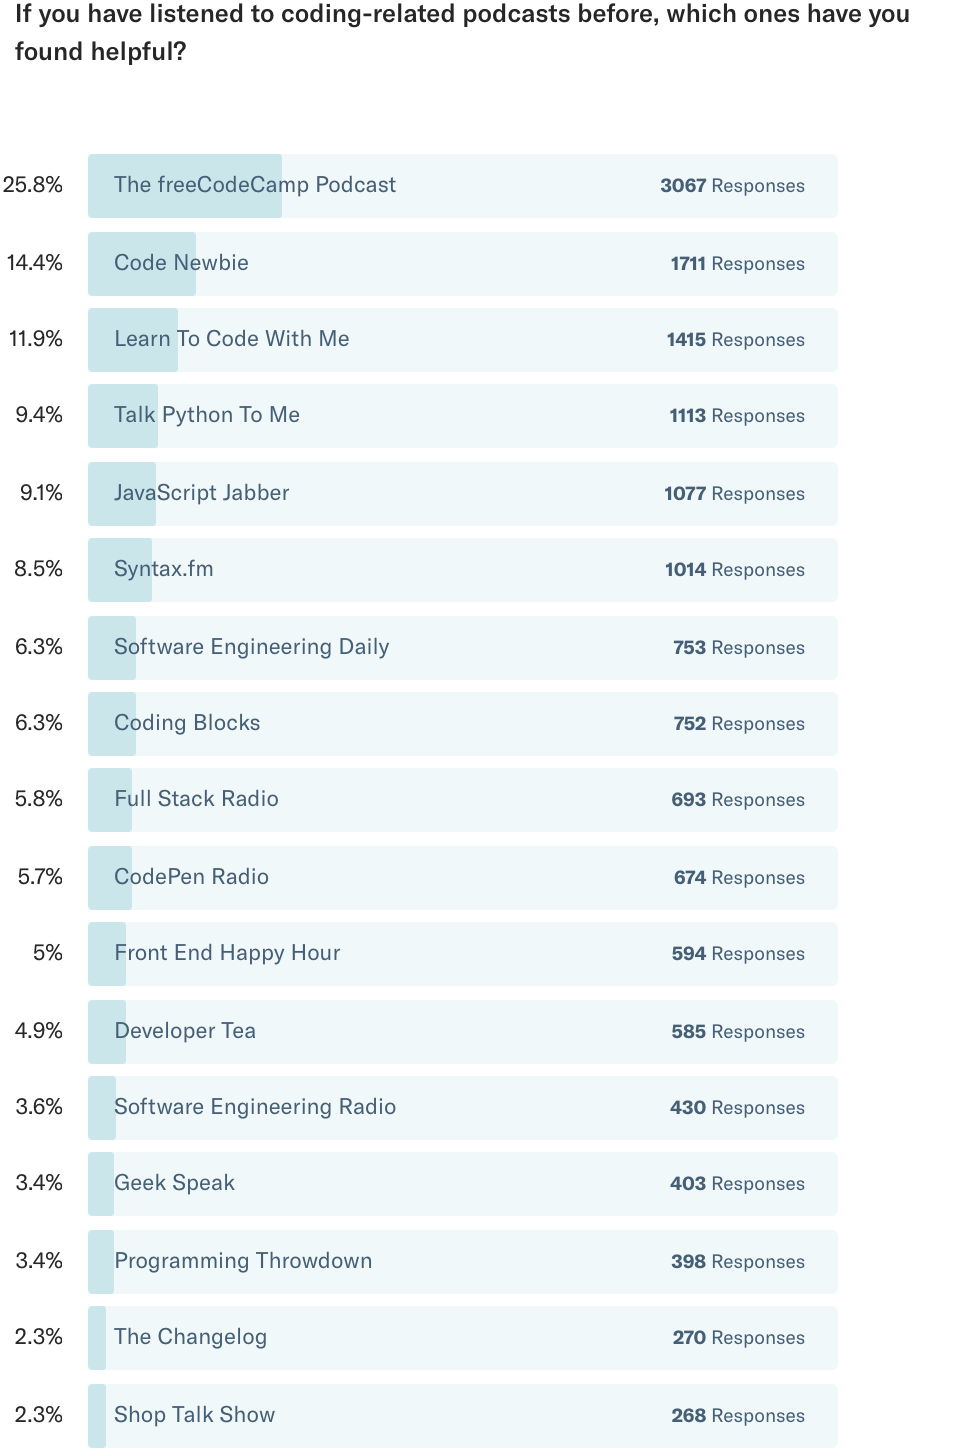 If you have listened to coding-related podcasts before, which ones have you
found helpful?
25.8% The freeCodeCamp Podcast 3067 Responses
14.4% Code Newbie 1711 Responses
11.9% Learn To Code With Me 1415 Responses
9.4% Talk Python To Me 1113 Responses
9.1% JavaScript Jabber 1077 Responses
8.5% Syntax.fm 1014 Responses
6.3% Software Engineering Daily 753 Responses
6.3% Coding Blocks 752 Responses
5.8% Full Stack Radio 693 Responses
5.7% CodePen Radio 674 Responses
5% Front End Happy Hour 594 Responses
4.9% Developer Tea 585 Responses
3.6% Software Engineering Radio 430 Responses
3.4% Geek Speak 403 Responses
3.4% Programming Throwdown 398 Responses
2.3% The Changelog 270 Responses
2.3% Shop Talk Show 268 Responses